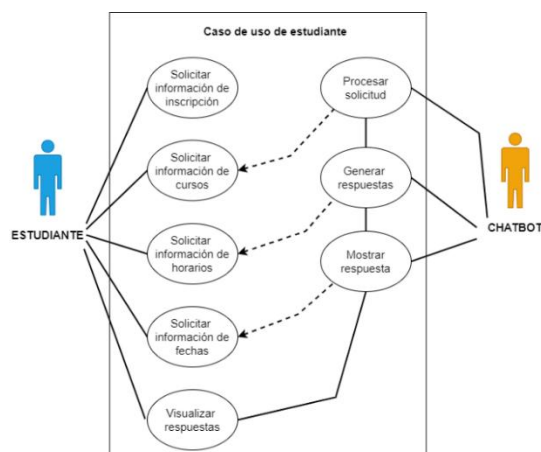 Caso de uso de estudiante
Solicitar
información de
inscripción
Procesar
solicitud
Solicitar
información de
cursos
Generar
respuestas
ESTUDIANTE
CHATBOT
Solicitar
información de
horarios
Mostrar
respuesta
Solicitar
información de
fechas
Visualizar
respuestas